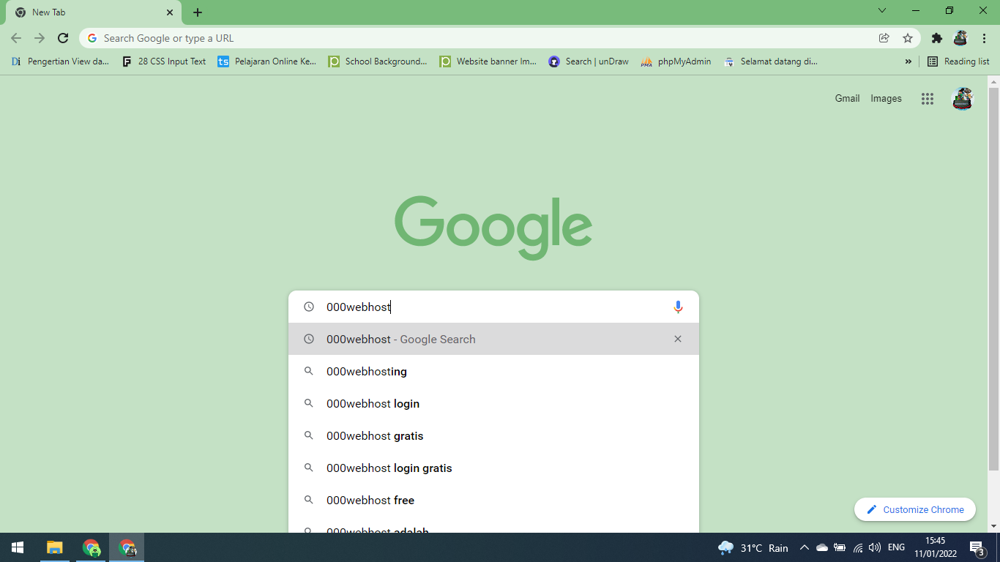 New Tab
Search Google or type a URL
Di Pengertian View da... F 28 CSS Input Text ts Pelajaran Online Ke... p School Background... p Website banner Im... Search | unDraw PMA phpMyAdmin Selamat datang di... » Reading list
Gmail Images
Google
000webhost
000webhost - Google Search
000webhosting
000webhost login
000webhost gratis
000webhost login gratis
000webhost free
000webhost adalah
Customize Chrome
31°C Rain ENG 15:45
11/01/2022 3